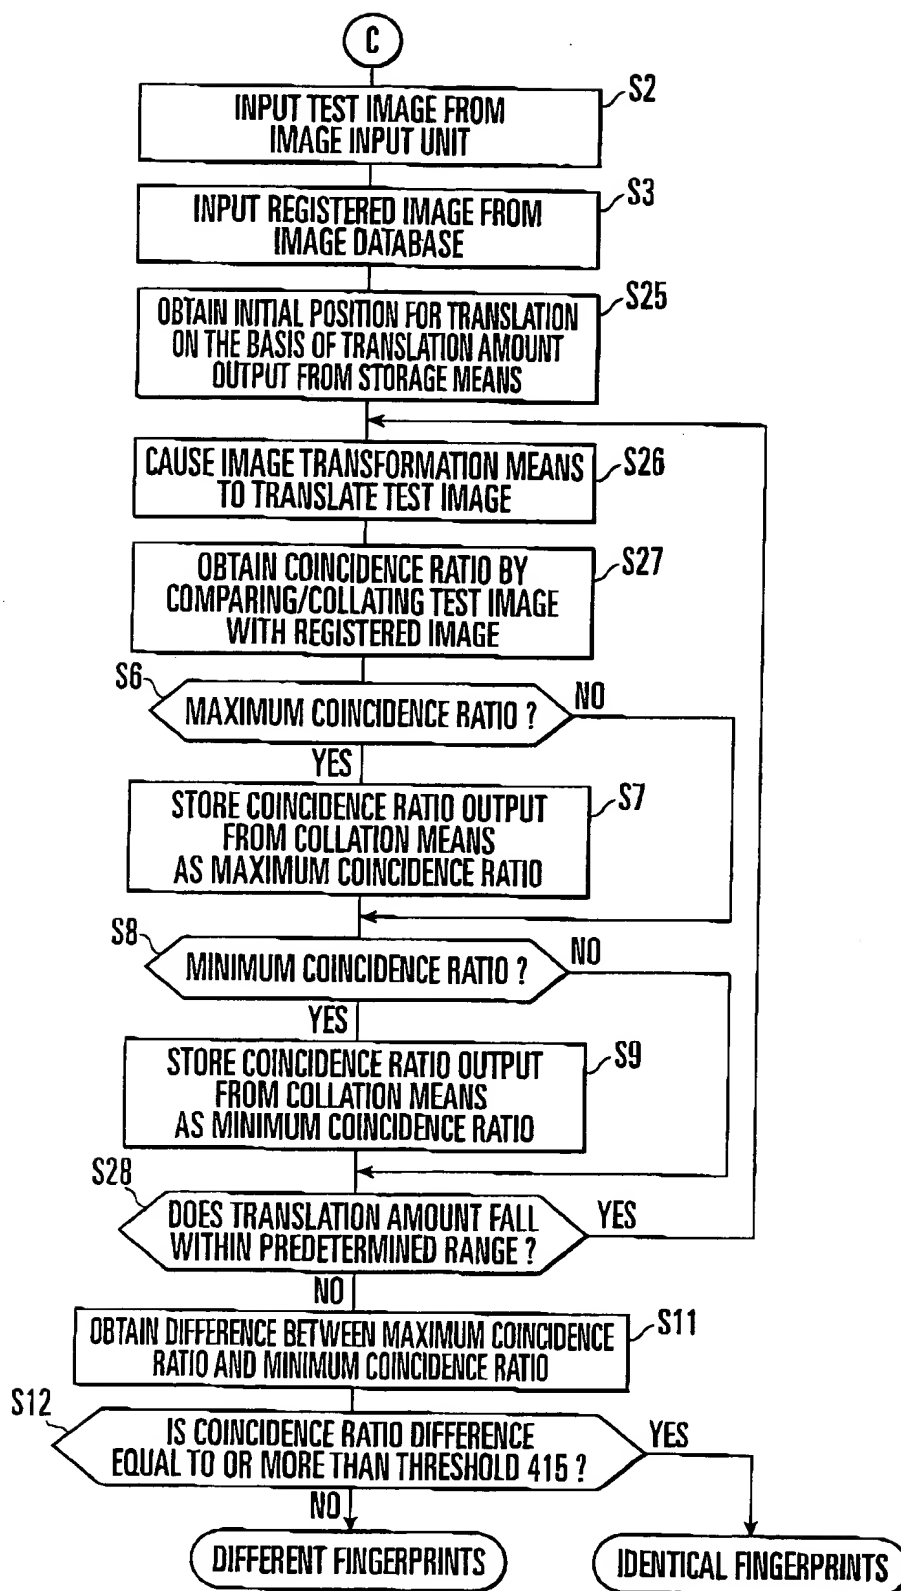 C
S2
INPUT TEST IMAGE FROM
IMAGE INPUT UNIT
S3
INPUT REGISTERED IMAGE FROM
IMAGE DATABASE
S25
OBTAIN INITIAL POSITION FOR TRANSLATION
ON THE BASIS OF TRANSLATION AMOUNT
OUTPUT FROM STORAGE MEANS
S26
CAUSE IMAGE TRANSFORMATION MEANS
TO TRANSLATE TEST IMAGE
S27
OBTAIN COINCIDENCE RATIO BY
COMPARING/COLLATING TEST IMAGE
WITH REGISTERED IMAGE
S6
MAXIMUM COINCIDENCE RATIO ?
NO
YES
S7
STORE COINCIDENCE RATIO OUTPUT
FROM COLLATION MEANS
AS MAXIMUM COINCIDENCE RATIO
S8
MINIMUM COINCIDENCE RATIO ?
NO
YES
S9
STORE COINCIDENCE RATIO OUTPUT
FROM COLLATION MEANS
AS MINIMUM COINCIDENCE RATIO
S28
DOES TRANSLATION AMOUNT FALL
WITHIN PREDETERMINED RANGE ?
YES
NO
S11
OBTAIN DIFFERENCE BETWEEN MAXIMUM COINCIDENCE
RATIO AND MINIMUM COINCIDENCE RATIO
S12
IS COINCIDENCE RATIO DIFFERENCE
EQUAL TO OR MORE THAN THRESHOLD 415 ?
YES
NO
DIFFERENT FINGERPRINTS
IDENTICAL FINGERPRINTS